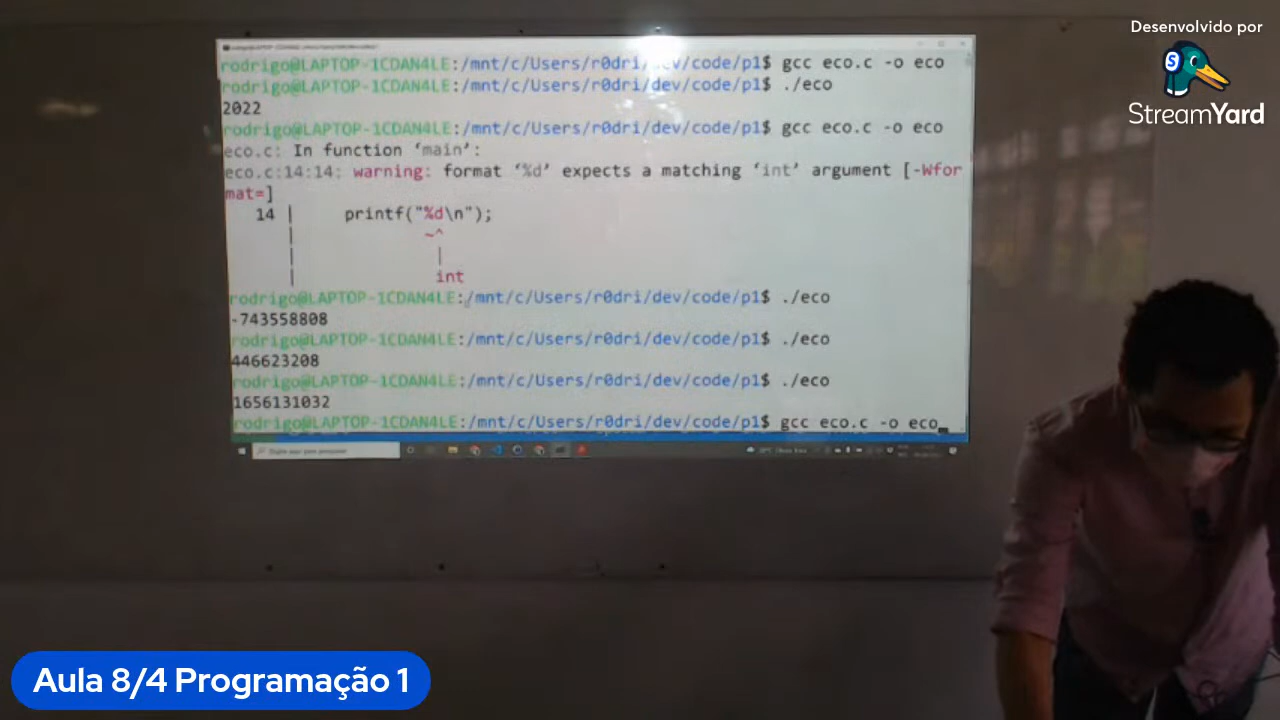 Desenvolvido por
StreamYard
rodrigo@LAPTOP-1CDAN4LE:/mnt/c/Users/r0dri/dev/code/p1$ gcc eco.c -o eco
rodrigo@LAPTOP-1CDAN4LE:/mnt/c/Users/r0dri/dev/code/p1$ ./eco
2022
rodrigo@LAPTOP-1CDAN4LE:/mnt/c/Users/r0dri/dev/code/p1$ gcc eco.c -o eco
eco.c: In function ‘main’:
eco.c:14:14: warning: format ‘%d’ expects a matching ‘int’ argument [-Wfor
mat=]
14 | printf("%d\n");
| ~^
| |
| int
rodrigo@LAPTOP-1CDAN4LE:/mnt/c/Users/r0dri/dev/code/p1$ ./eco
-743558808
rodrigo@LAPTOP-1CDAN4LE:/mnt/c/Users/r0dri/dev/code/p1$ ./eco
446623208
rodrigo@LAPTOP-1CDAN4LE:/mnt/c/Users/r0dri/dev/code/p1$ ./eco
1656131032
rodrigo@LAPTOP-1CDAN4LE:/mnt/c/Users/r0dri/dev/code/p1$ gcc eco.c -o eco
Aula 8/4 Programação 1